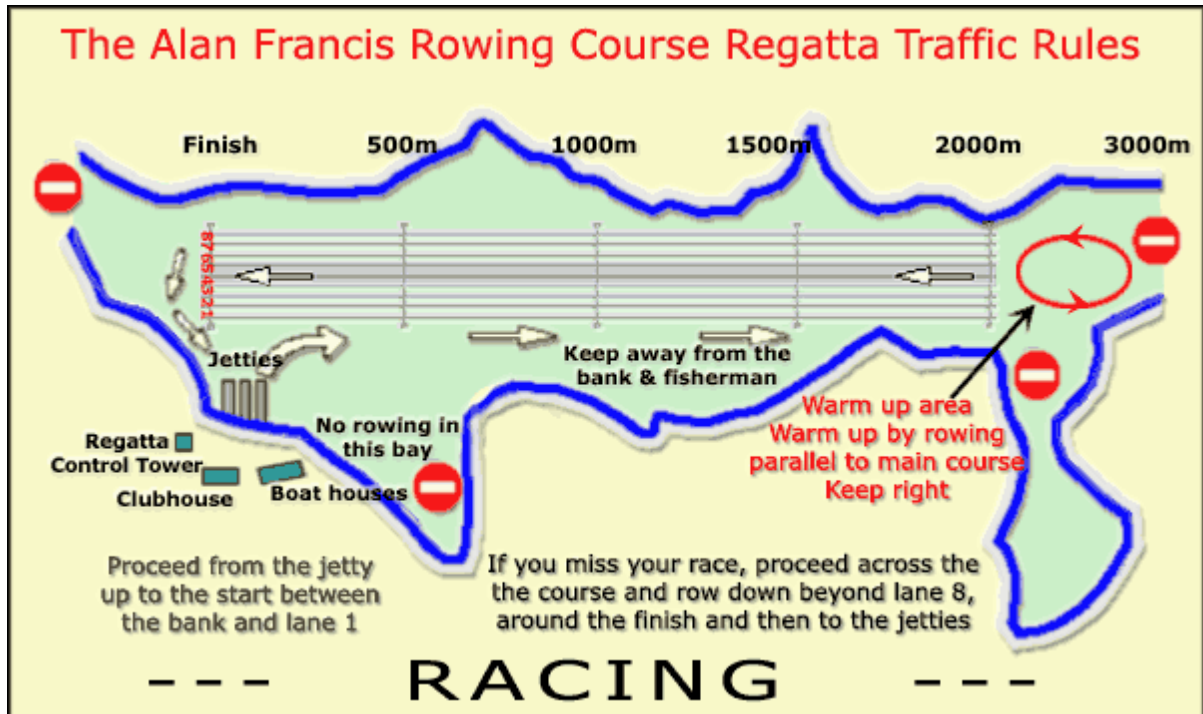 The Alan Francis Rowing Course Regatta Traffic Rules
Finish
500m
1000m
1500m
2000m
3000m
87654321
Jetties
Keep away from the
bank & fisherman
No rowing in
this bay
Regatta
Control Tower
Clubhouse
Boat houses
Warm up area
Warm up by rowing
parallel to main course
Keep right
Proceed from the jetty
up to the start between
the bank and lane 1
If you miss your race, proceed across the
the course and row down beyond lane 8,
around the finish and then to the jetties
--- RACING ---